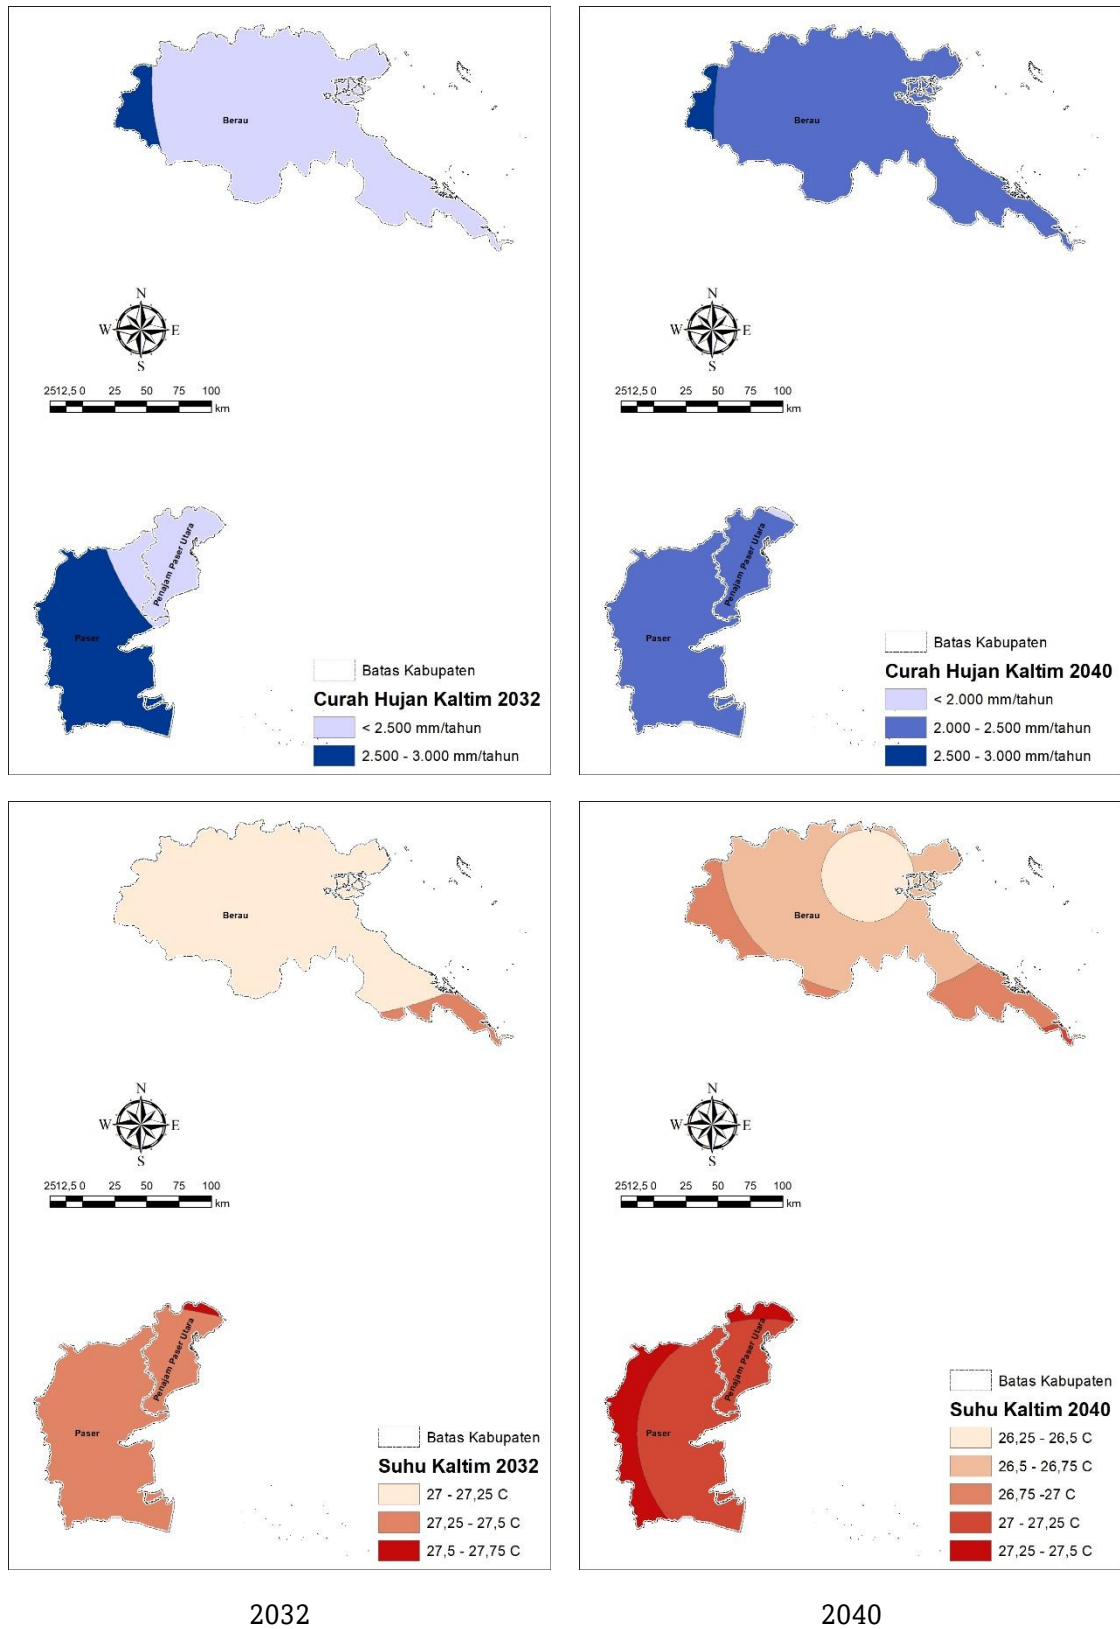 Berau
N
W E
S
2512,5 0 25 50 75 100
km
Penajam Paser Utara
Paser
Batas Kabupaten
Curah Hujan Kaltim 2032
< 2.500 mm/tahun
2.500 - 3.000 mm/tahun
Berau
N
W E
S
2512,5 0 25 50 75 100
km
Penajam Paser Utara
Paser
Batas Kabupaten
Curah Hujan Kaltim 2040
< 2.000 mm/tahun
2.000 - 2.500 mm/tahun
2.500 - 3.000 mm/tahun
Berau
N
W E
S
2512,5 0 25 50 75 100
km
Penajam Paser Utara
Paser
Batas Kabupaten
Suhu Kaltim 2032
27 - 27,25 C
27,25 - 27,5 C
27,5 - 27,75 C
Berau
N
W E
S
2512,5 0 25 50 75 100
km
Penajam Paser Utara
Paser
Batas Kabupaten
Suhu Kaltim 2040
26,25 - 26,5 C
26,5 - 26,75 C
26,75 -27 C
27 - 27,25 C
27,25 - 27,5 C
2032
2040